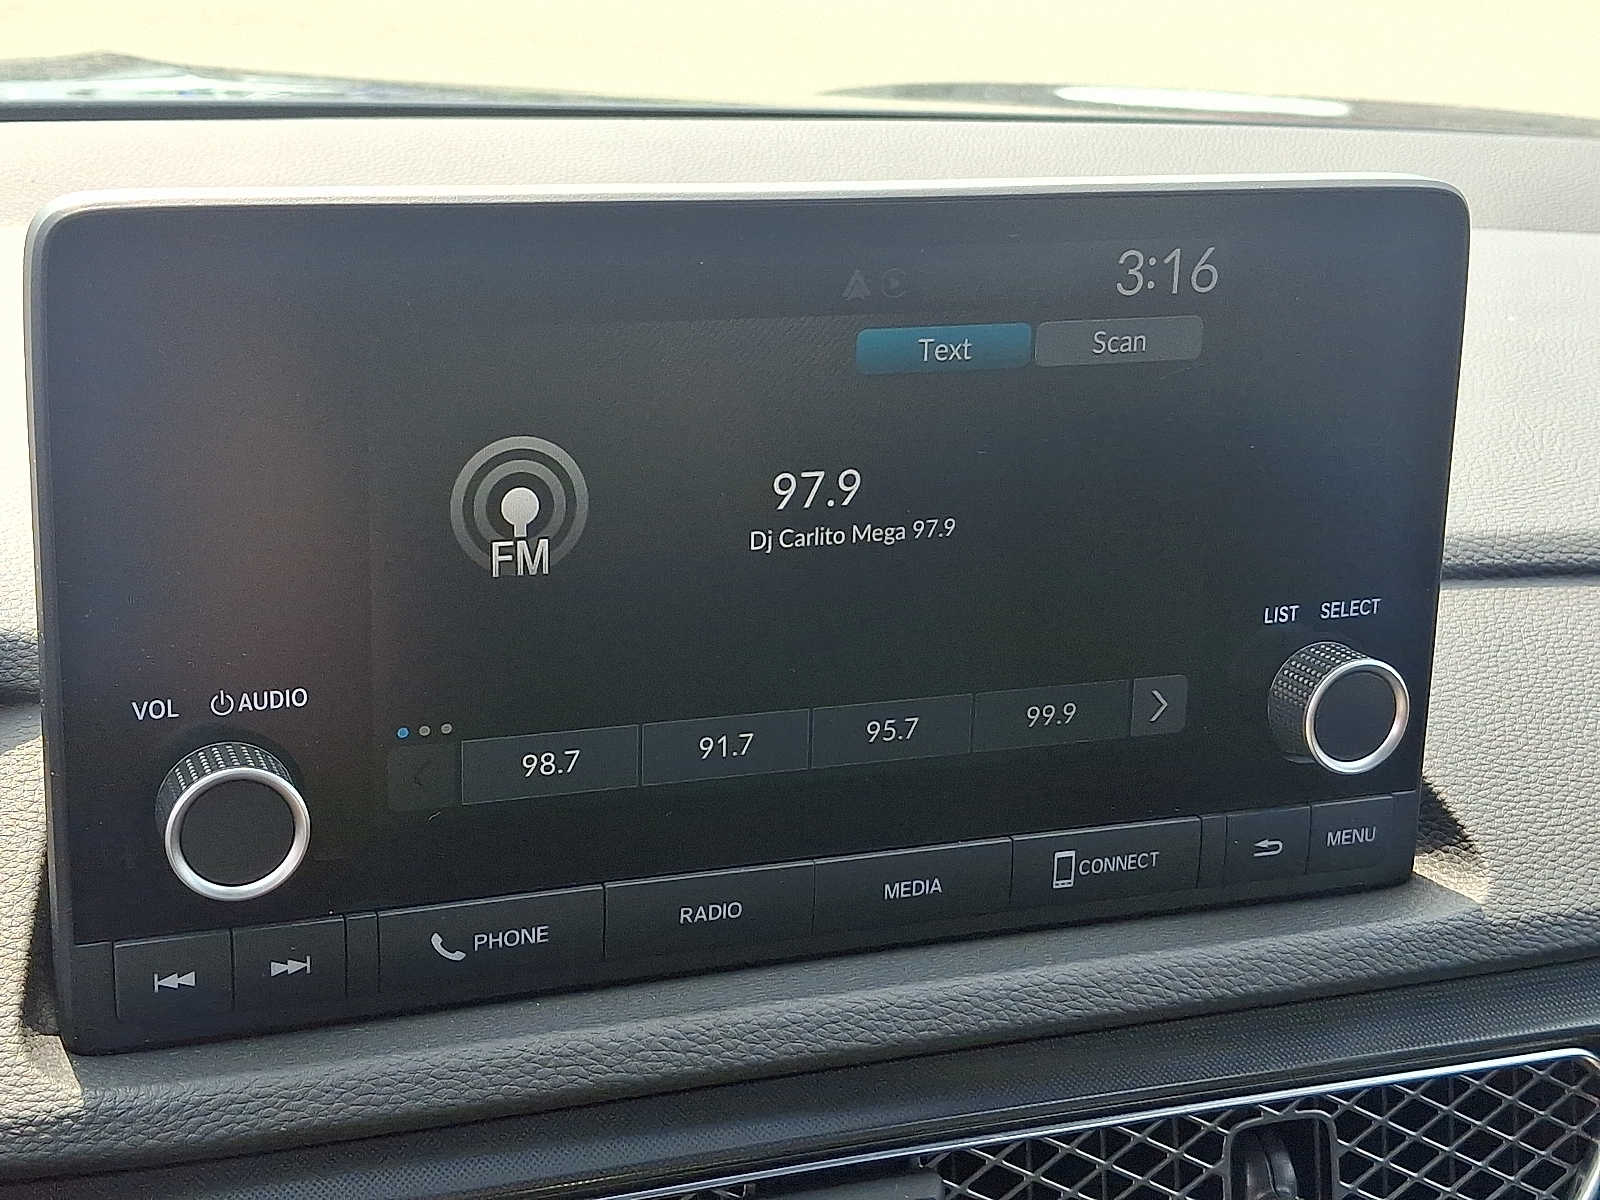 3:16
Text Scan
FM
97.9
Dj Carlito Mega 97.9
LIST SELECT
VOL AUDIO
98.7 91.7 95.7 99.9
PHONE RADIO MEDIA CONNECT MENU